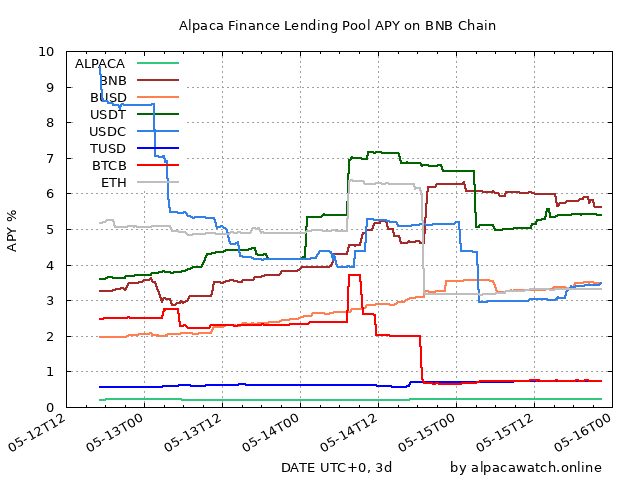 Alpaca Finance Lending Pool APY on BNB Chain
10
9
8
7
6
5
4
3
2
1
0
APY %
ALPACA
BNB
BUSD
USDT
USDC
TUSD
BTCB
ETH
05-12T12
05-13T00
05-13T12
05-14T00
05-14T12
05-15T00
05-15T12
05-16T00
DATE UTC+0, 3d
by alpacawatch.online